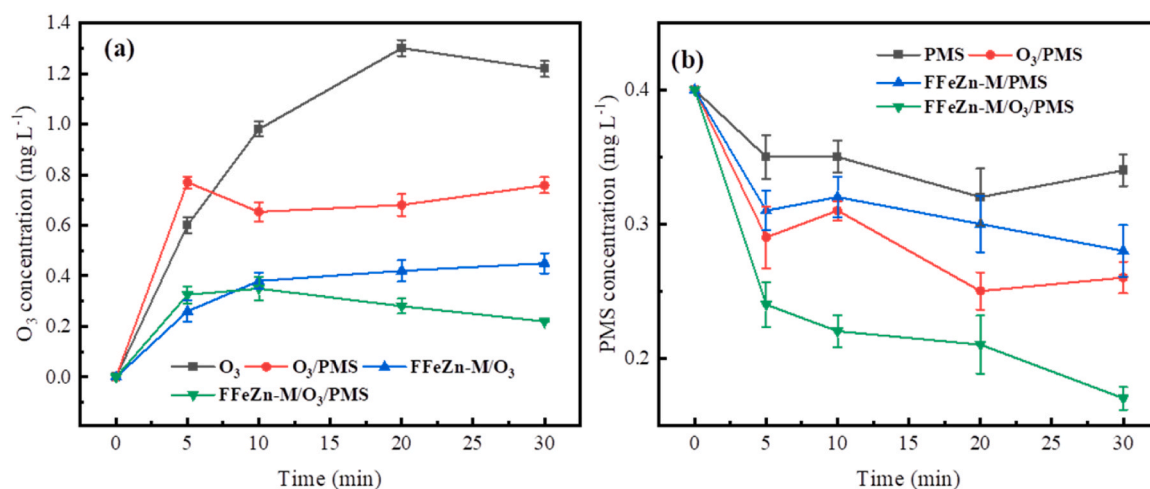 (a)
O₃ concentration (mg L⁻¹)
1.4
1.2
1.0
0.8
0.6
0.4
0.2
0.0
O₃ O₃/PMS FFeZn-M/O₃
FFeZn-M/O₃/PMS
0 5 10 15 20 25 30
Time (min)
(b)
PMS concentration (mg L⁻¹)
PMS O₃/PMS
FFeZn-M/PMS
FFeZn-M/O₃/PMS
0.4
0.3
0.2
0 5 10 15 20 25 30
Time (min)